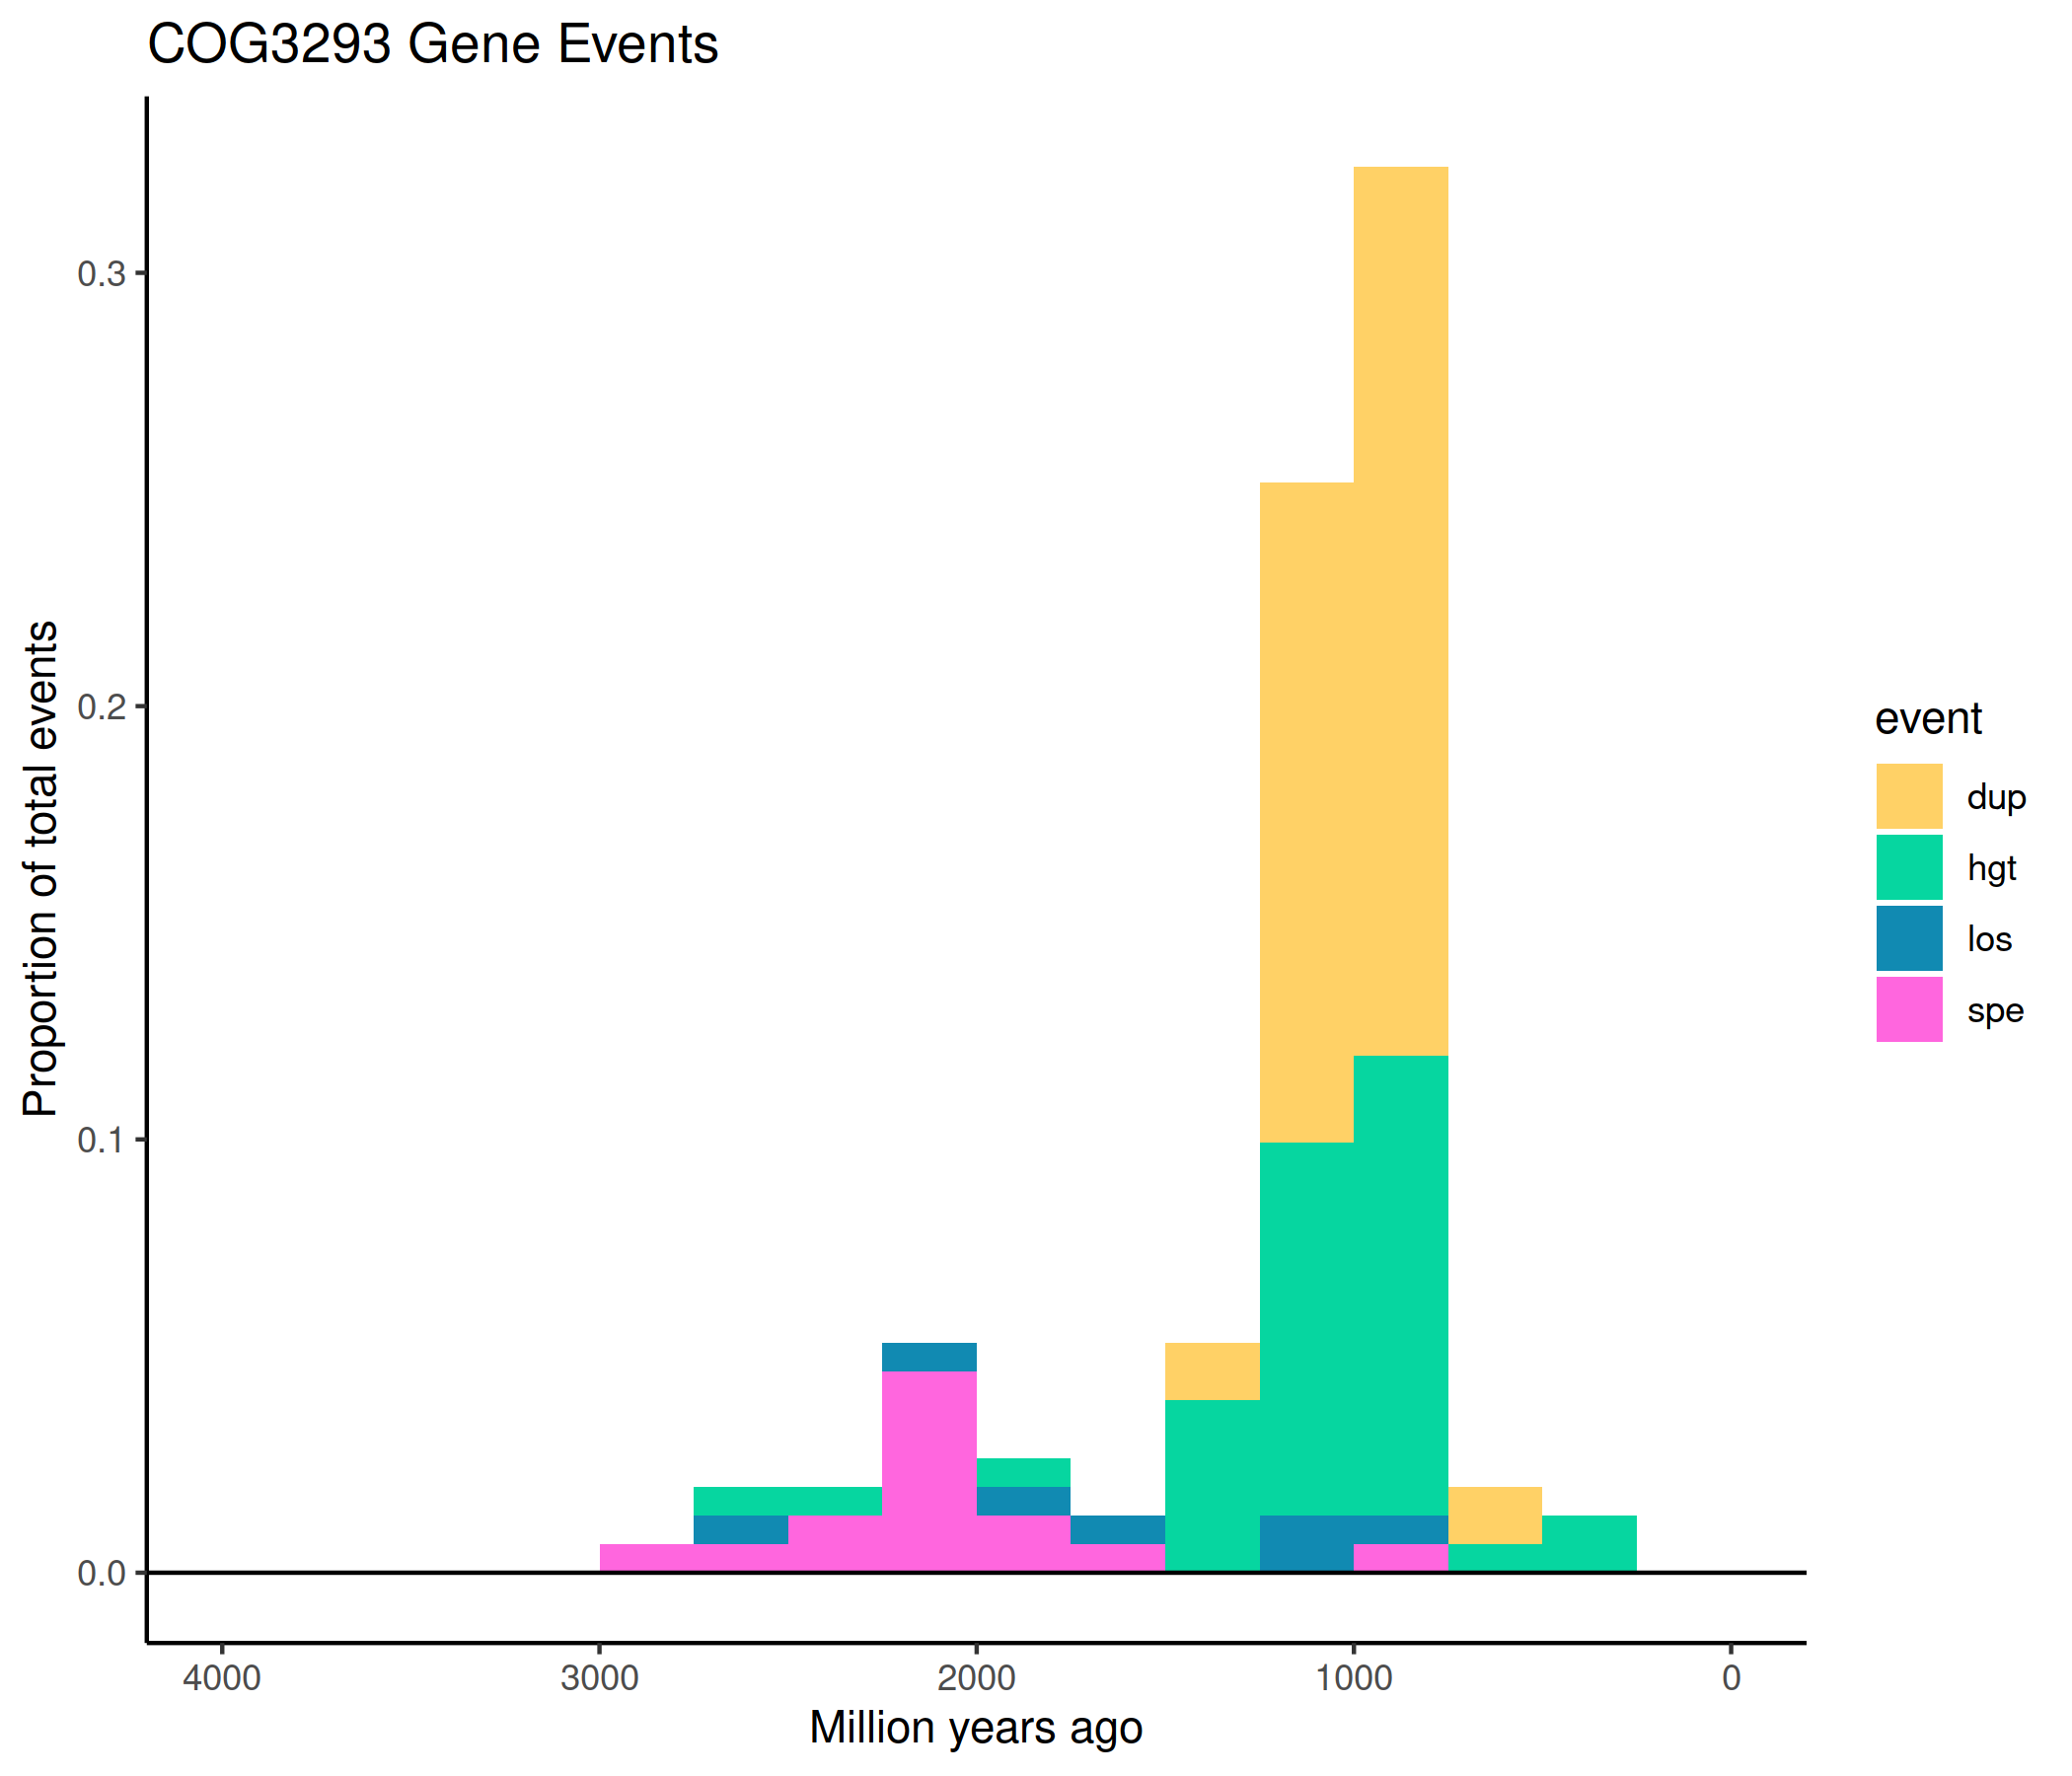 COG3293 Gene Events
Proportion of total events
0.3
0.2
0.1
0.0
4000 3000 2000 1000 0
Million years ago
event
dup
hgt
los
spe